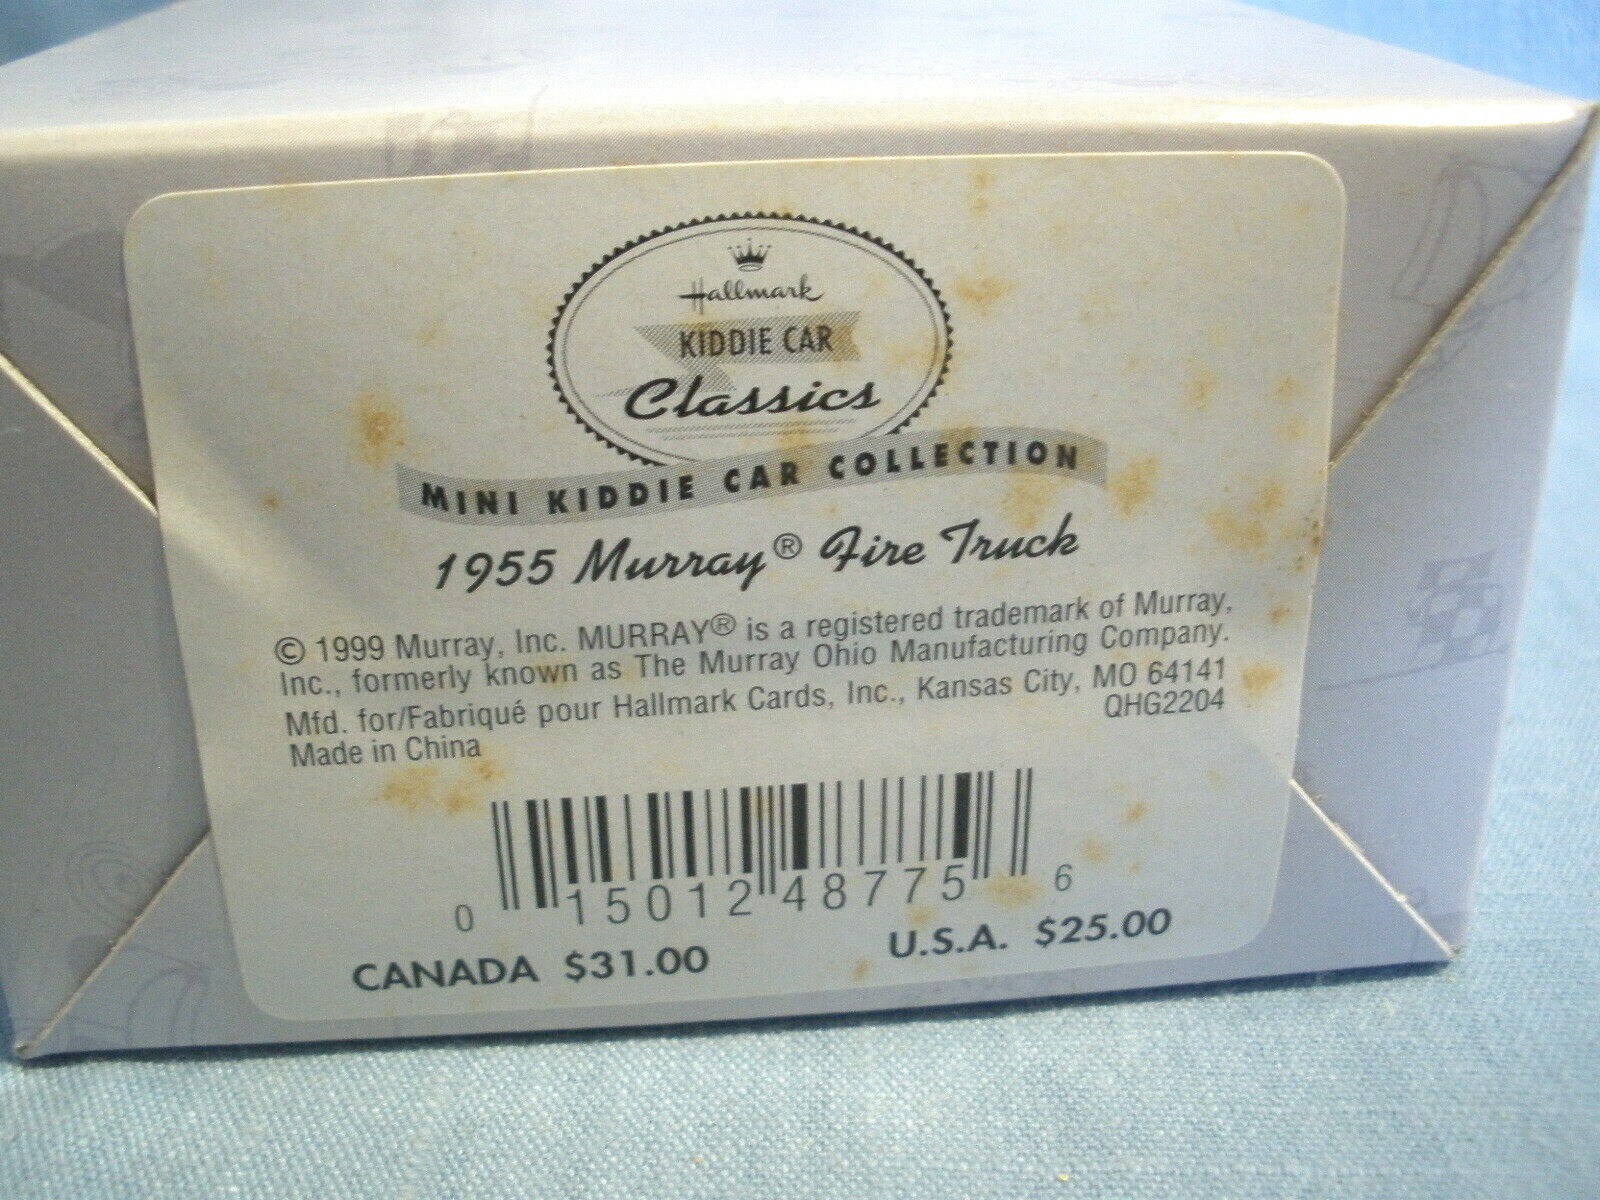 Hallmark
KIDDIE CAR
Classics
MINI KIDDIE CAR COLLECTION
1955 Murray® Fire Truck
© 1999 Murray, Inc. MURRAY® is a registered trademark of Murray,
Inc., formerly known as The Murray Ohio Manufacturing Company.
Mfd. for/Fabriqué pour Hallmark Cards, Inc., Kansas City, MO 64141
QHG2204
Made in China
0 15012 48775 6
CANADA $31.00
U.S.A. $25.00